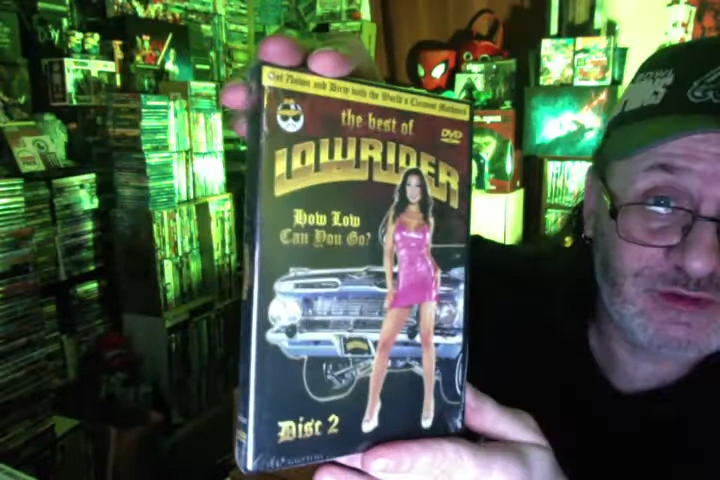 Get Down and Dirty with the World's Cleanest Machines
the best of
DVD
LOWRIDER
How Low
Can You Go?
Disc 2